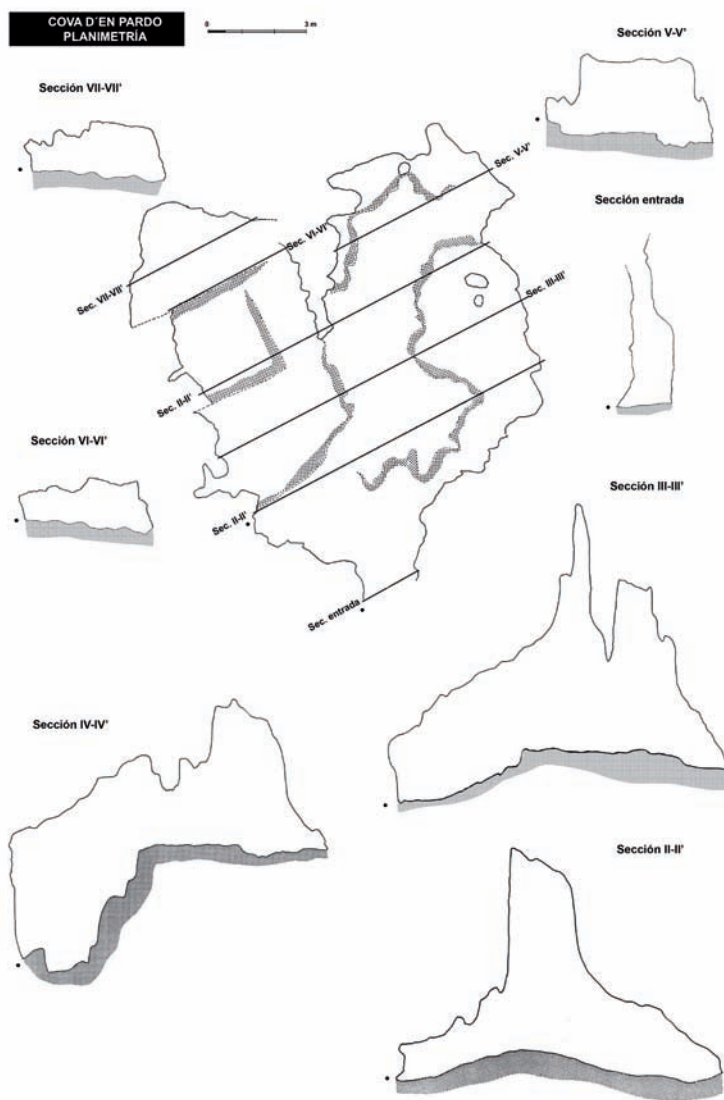 COVA D´EN PARDO
PLANIMETRÍA
0 3 m
Sección V-V'
Sección VII-VII'
Sec. V-V'
Sección entrada
Sec. VI-VI'
Sec. VII-VII'
Sec. III-III'
Sec. II-II'
Sección VI-VI'
Sección III-III'
Sec. II-II'
Sec. entrada
Sección IV-IV'
Sección II-II'